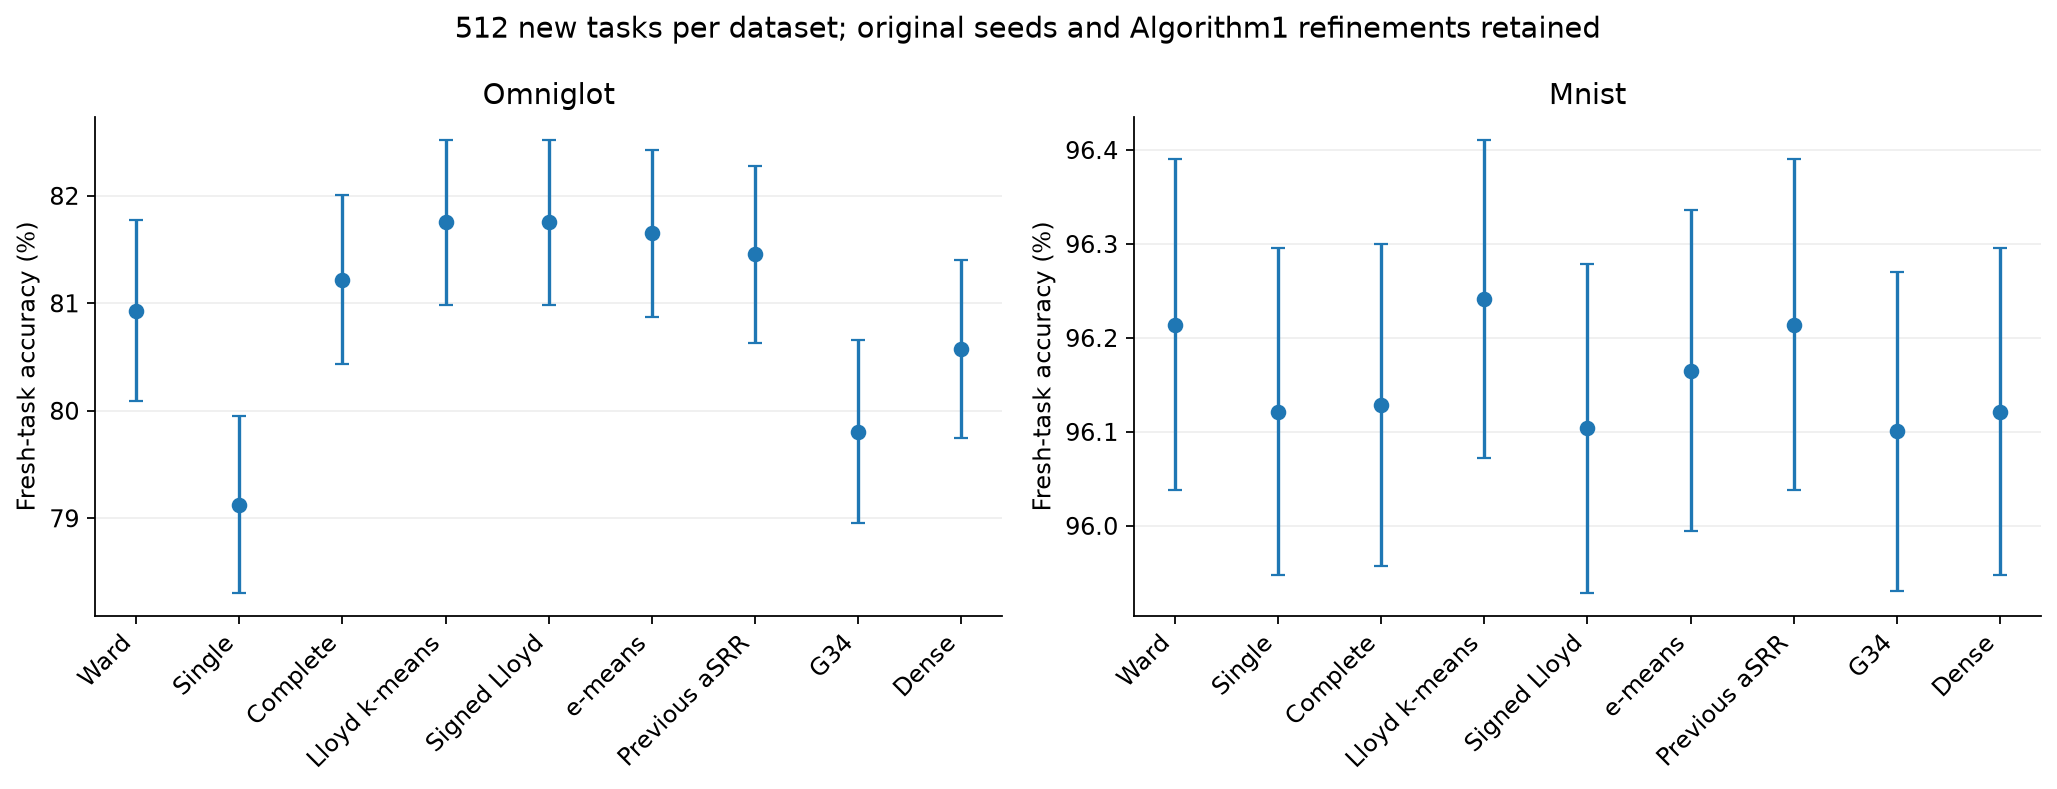 512 new tasks per dataset; original seeds and Algorithm1 refinements retained
Omniglot
Fresh-task accuracy (%)
82
81
80
79
Ward
Single
Complete
Lloyd k-means
Signed Lloyd
e-means
Previous aSRR
G34
Dense
Mnist
Fresh-task accuracy (%)
96.4
96.3
96.2
96.1
96.0
Ward
Single
Complete
Lloyd k-means
Signed Lloyd
e-means
Previous aSRR
G34
Dense